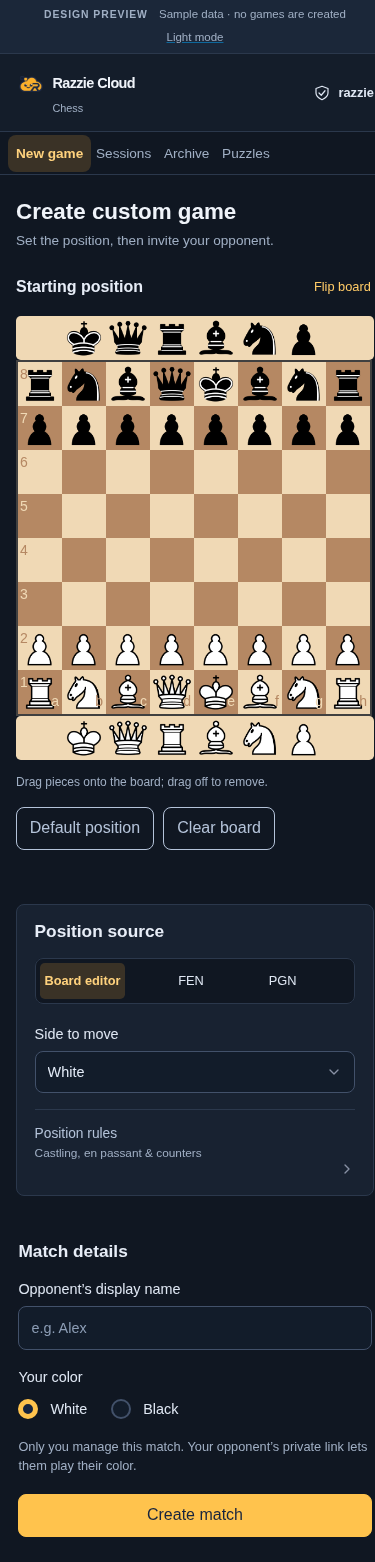 DESIGN PREVIEW Sample data · no games are created
Light mode
Razzie Cloud
Chess
razzie
New game Sessions Archive Puzzles
Create custom game
Set the position, then invite your opponent.
Starting position Flip board
8
7
6
5
4
3
2
1
a b c d e f g h
Drag pieces onto the board; drag off to remove.
Default position Clear board
Position source
Board editor FEN PGN
Side to move
White
Position rules
Castling, en passant & counters
Match details
Opponent's display name
e.g. Alex
Your color
White Black
Only you manage this match. Your opponent's private link lets
them play their color.
Create match